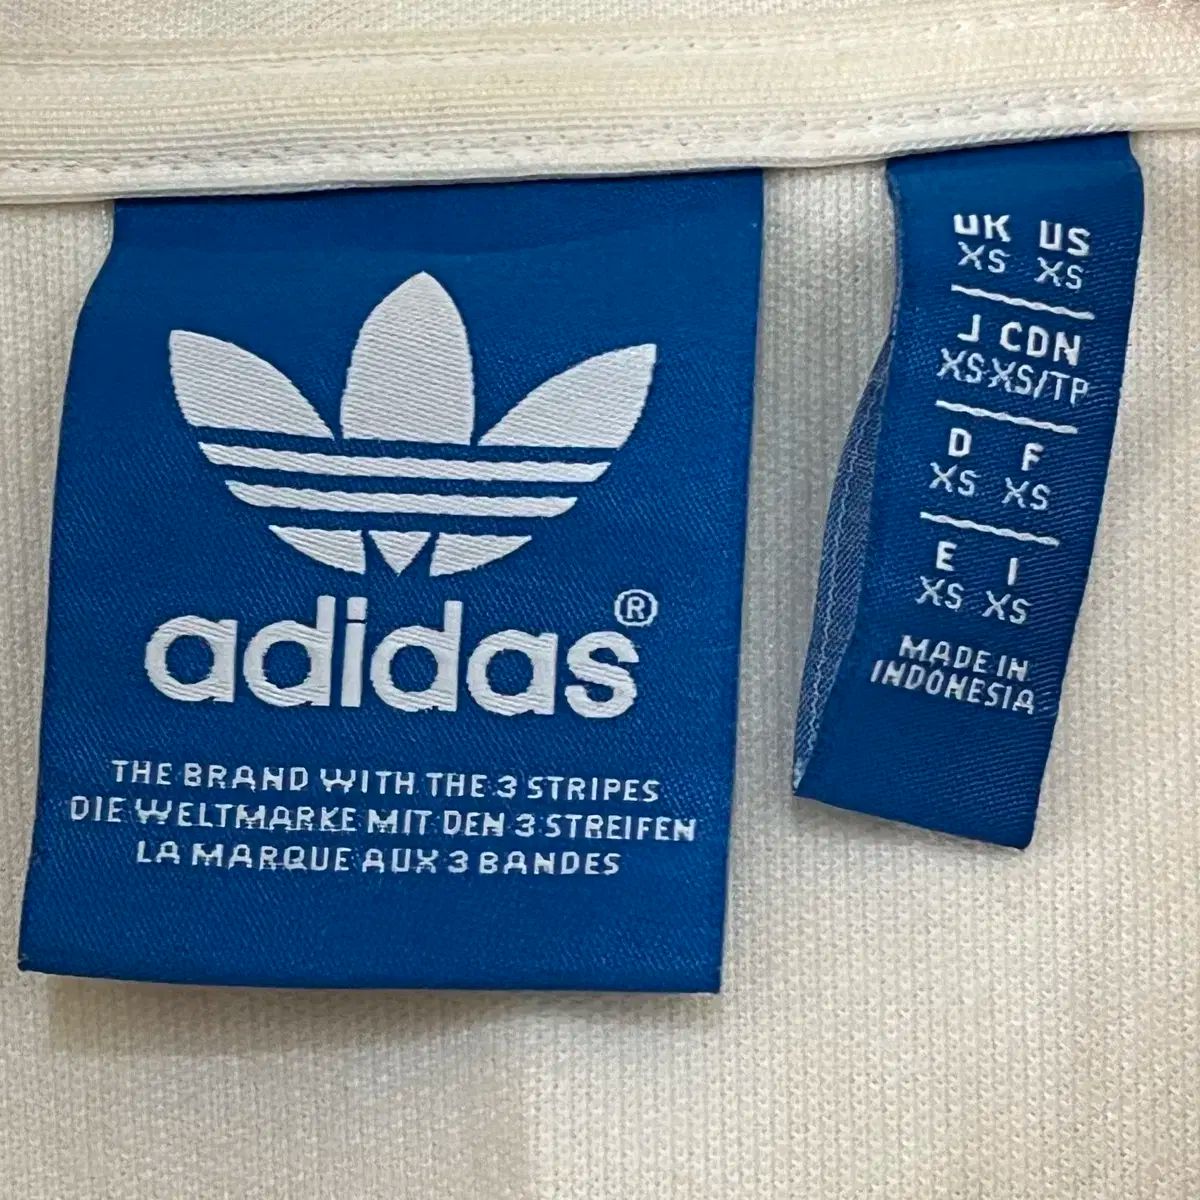 adidas®
THE BRAND WITH THE 3 STRIPES
DIE WELTMARKE MIT DEN 3 STREIFEN
LA MARQUE AUX 3 BANDES
UK US
XS XS
J CDN
XS XS/TP
D F
XS XS
E I
XS XS
MADE IN
INDONESIA